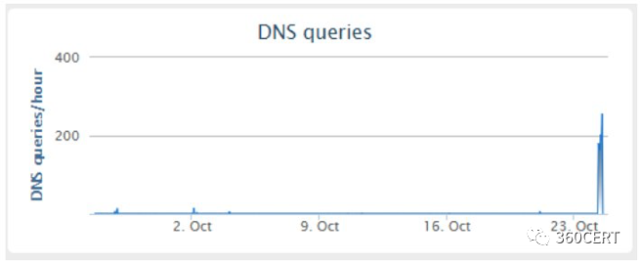 DNS queries
400
200
DNS queries/hour
2. Oct
9. Oct
16. Oct
23. Oct
360CERT